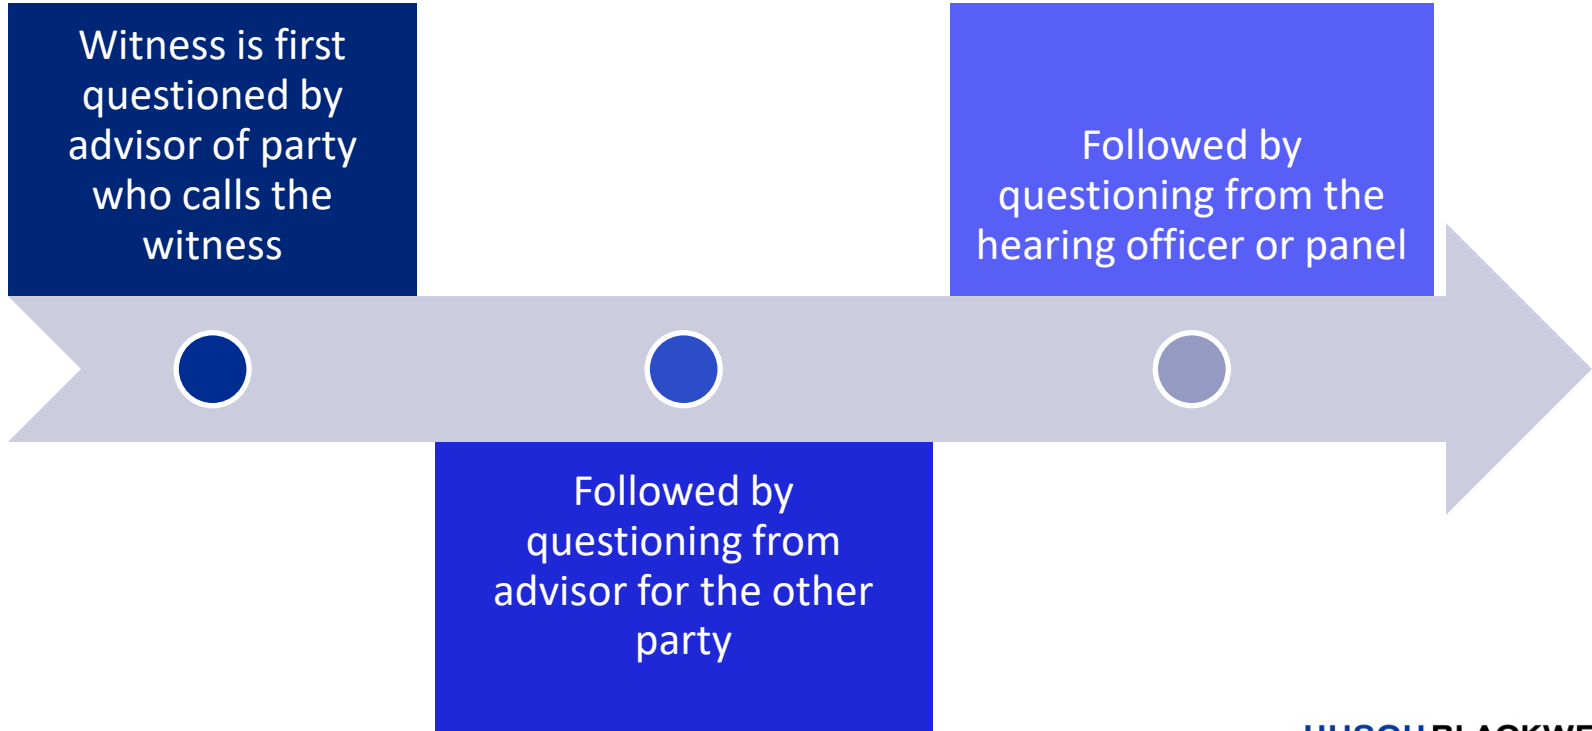 Witness is first
questioned by
advisor of party
who calls the
witness
Followed by
questioning from
advisor for the other
party
Followed by
questioning from the
hearing officer or panel